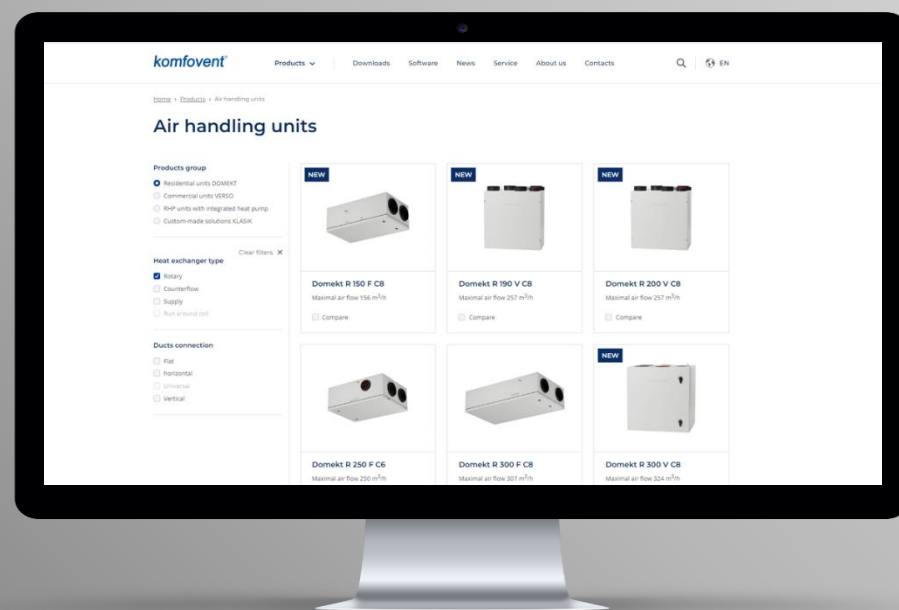 komfovent®
Products Downloads Software News Service About us Contacts EN
Home › Products › Air handling units
Air handling units
Products group
Residential units DOMEKT
Commercial units VERSO
RHP units with integrated heat pump
Custom-made solutions KLASIK
Clear filters X
Heat exchanger type
Rotary
Counterflow
Supply
Run around coil
Ducts connection
Flat
horizontal
Universal
Vertical
NEW
Domekt R 150 F C8
Maximal air flow 156 m³/h
Compare
NEW
Domekt R 190 V C8
Maximal air flow 257 m³/h
Compare
NEW
Domekt R 200 V C8
Maximal air flow 257 m³/h
Compare
Domekt R 250 F C6
Maximal air flow 250 m³/h
Domekt R 300 F C8
Maximal air flow 307 m³/h
NEW
Domekt R 300 V C8
Maximal air flow 324 m³/h